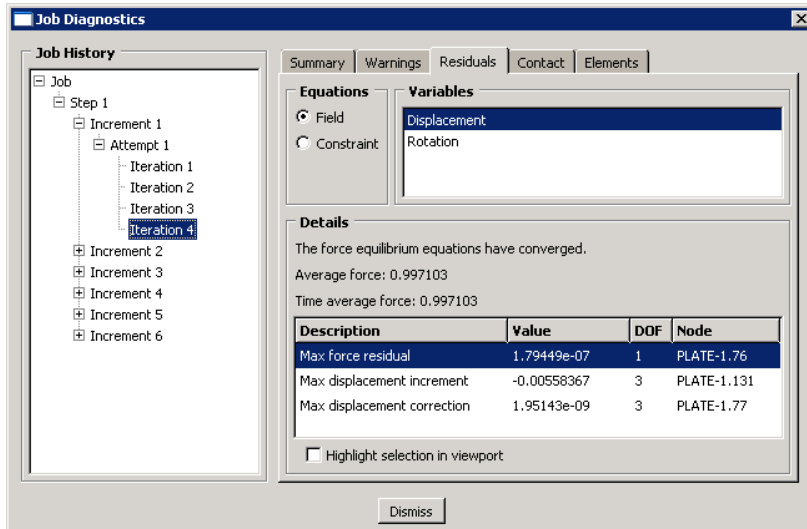 Job Diagnostics
Job History
Job
Step 1
Increment 1
Attempt 1
Iteration 1
Iteration 2
Iteration 3
Iteration 4
Increment 2
Increment 3
Increment 4
Increment 5
Increment 6
Summary Warnings Residuals Contact Elements
Equations
Field
Constraint
Variables
Displacement
Rotation
Details
The force equilibrium equations have converged.
Average force: 0.997103
Time average force: 0.997103
Description Value DOF Node
Max force residual 1.79449e-07 1 PLATE-1.76
Max displacement increment -0.00558367 3 PLATE-1.131
Max displacement correction 1.95143e-09 3 PLATE-1.77
Highlight selection in viewport
Dismiss